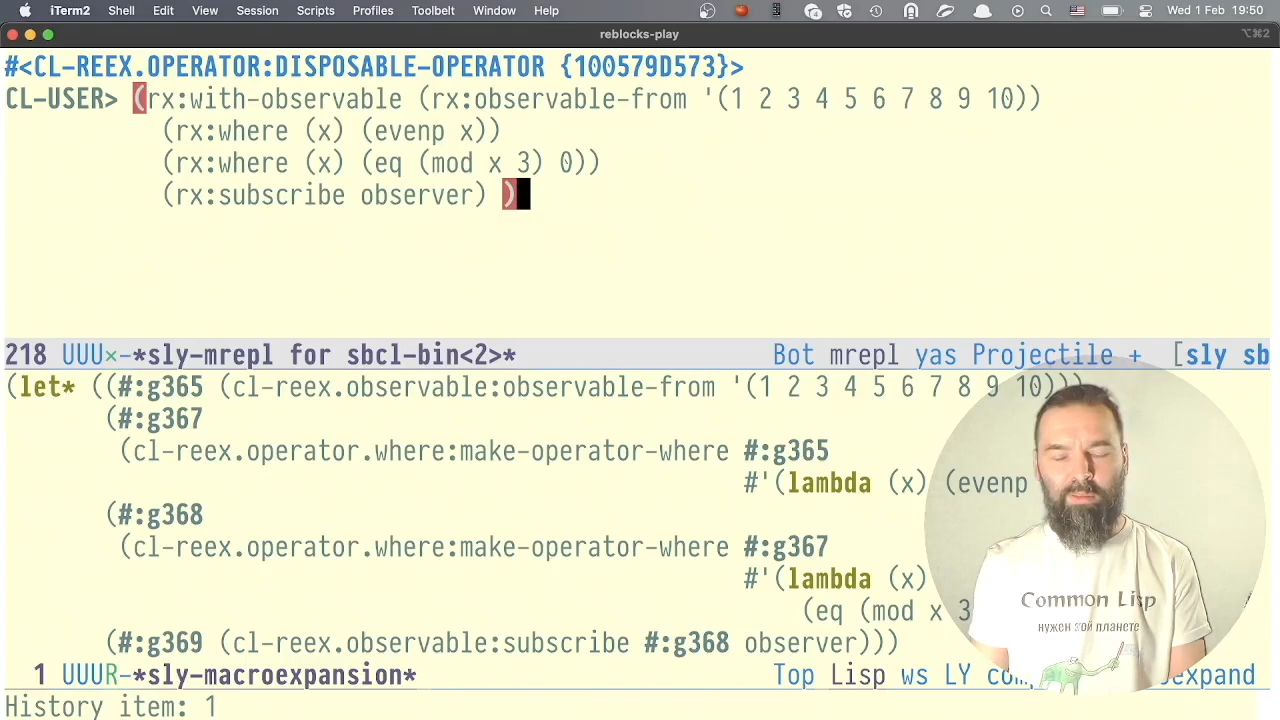 iTerm2 Shell Edit View Session Scripts Profiles Toolbelt Window Help Wed 1 Feb 19:50
reblocks-play ⌥⌘2
#<CL-REEX.OPERATOR:DISPOSABLE-OPERATOR {100579D573}>
CL-USER> (rx:with-observable (rx:observable-from '(1 2 3 4 5 6 7 8 9 10))
(rx:where (x) (evenp x))
(rx:where (x) (eq (mod x 3) 0))
(rx:subscribe observer) )
218 UUU×-*sly-mrepl for sbcl-bin<2>* Bot mrepl yas Projectile + [sly sb
(let* ((#:g365 (cl-reex.observable:observable-from '(1 2 3 4 5 6 7 8 9 10)))
(#:g367
(cl-reex.operator.where:make-operator-where #:g365
#'(lambda (x) (evenp
(#:g368
(cl-reex.operator.where:make-operator-where #:g367
#'(lambda (x)
(eq (mod x 3
(#:g369 (cl-reex.observable:subscribe #:g368 observer)))
Common Lisp
нужен этой планете
1 UUUR-*sly-macroexpansion* Top Lisp ws LY
History item: 1